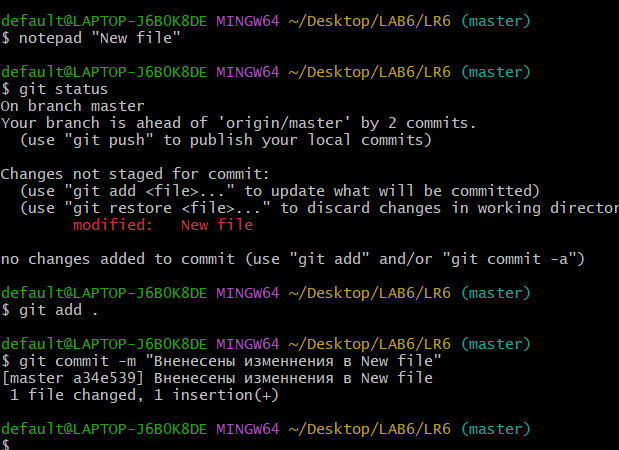 default@LAPTOP-J6BOK8DE MINGW64 ~/Desktop/LAB6/LR6 (master)
$ notepad "New file"
default@LAPTOP-J6BOK8DE MINGW64 ~/Desktop/LAB6/LR6 (master)
$ git status
On branch master
Your branch is ahead of 'origin/master' by 2 commits.
  (use "git push" to publish your local commits)
Changes not staged for commit:
  (use "git add <file>..." to update what will be committed)
  (use "git restore <file>..." to discard changes in working director
        modified:   New file
no changes added to commit (use "git add" and/or "git commit -a")
default@LAPTOP-J6BOK8DE MINGW64 ~/Desktop/LAB6/LR6 (master)
$ git add .
default@LAPTOP-J6BOK8DE MINGW64 ~/Desktop/LAB6/LR6 (master)
$ git commit -m "Вненесены изменнения в New file"
[master a34e539] Вненесены изменнения в New file
 1 file changed, 1 insertion(+)
default@LAPTOP-J6BOK8DE MINGW64 ~/Desktop/LAB6/LR6 (master)
$